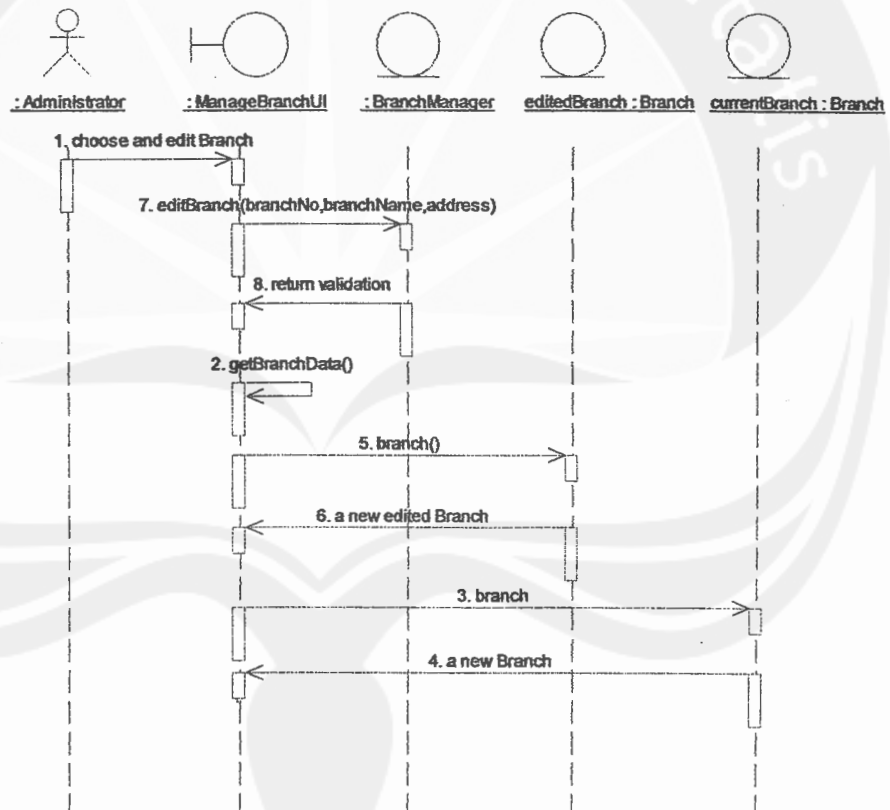 : Administrator
: ManageBranchUI
: BranchManager
editedBranch : Branch
currentBranch : Branch
1. choose and edit Branch
7. editBranch(branchNo,branchName,address)
8. return validation
2. getBranchData()
5. branch()
6. a new edited Branch
3. branch
4. a new Branch